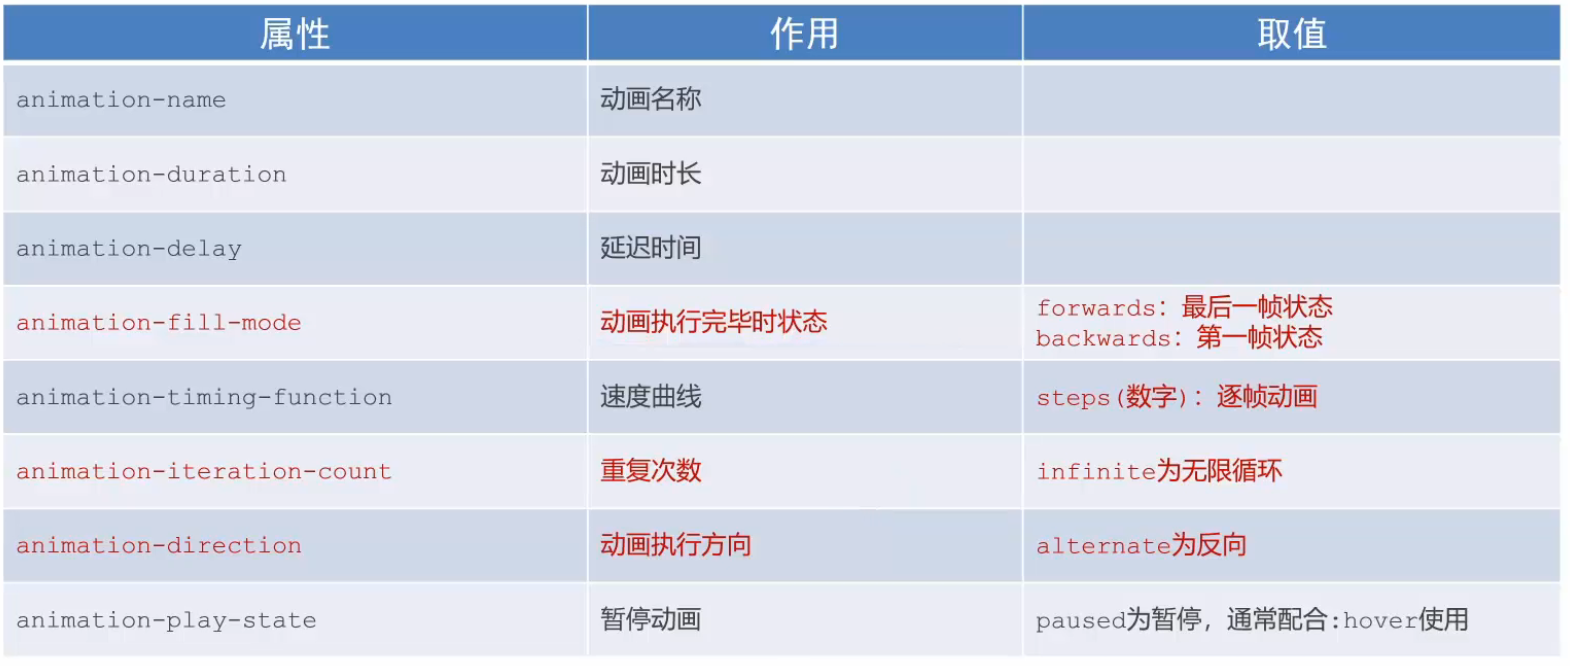 属性 作用 取值
animation-name 动画名称
animation-duration 动画时长
animation-delay 延迟时间
animation-fill-mode 动画执行完毕时状态 forwards：最后一帧状态
backwards：第一帧状态
animation-timing-function 速度曲线 steps(数字)：逐帧动画
animation-iteration-count 重复次数 infinite为无限循环
animation-direction 动画执行方向 alternate为反向
animation-play-state 暂停动画 paused为暂停，通常配合:hover使用